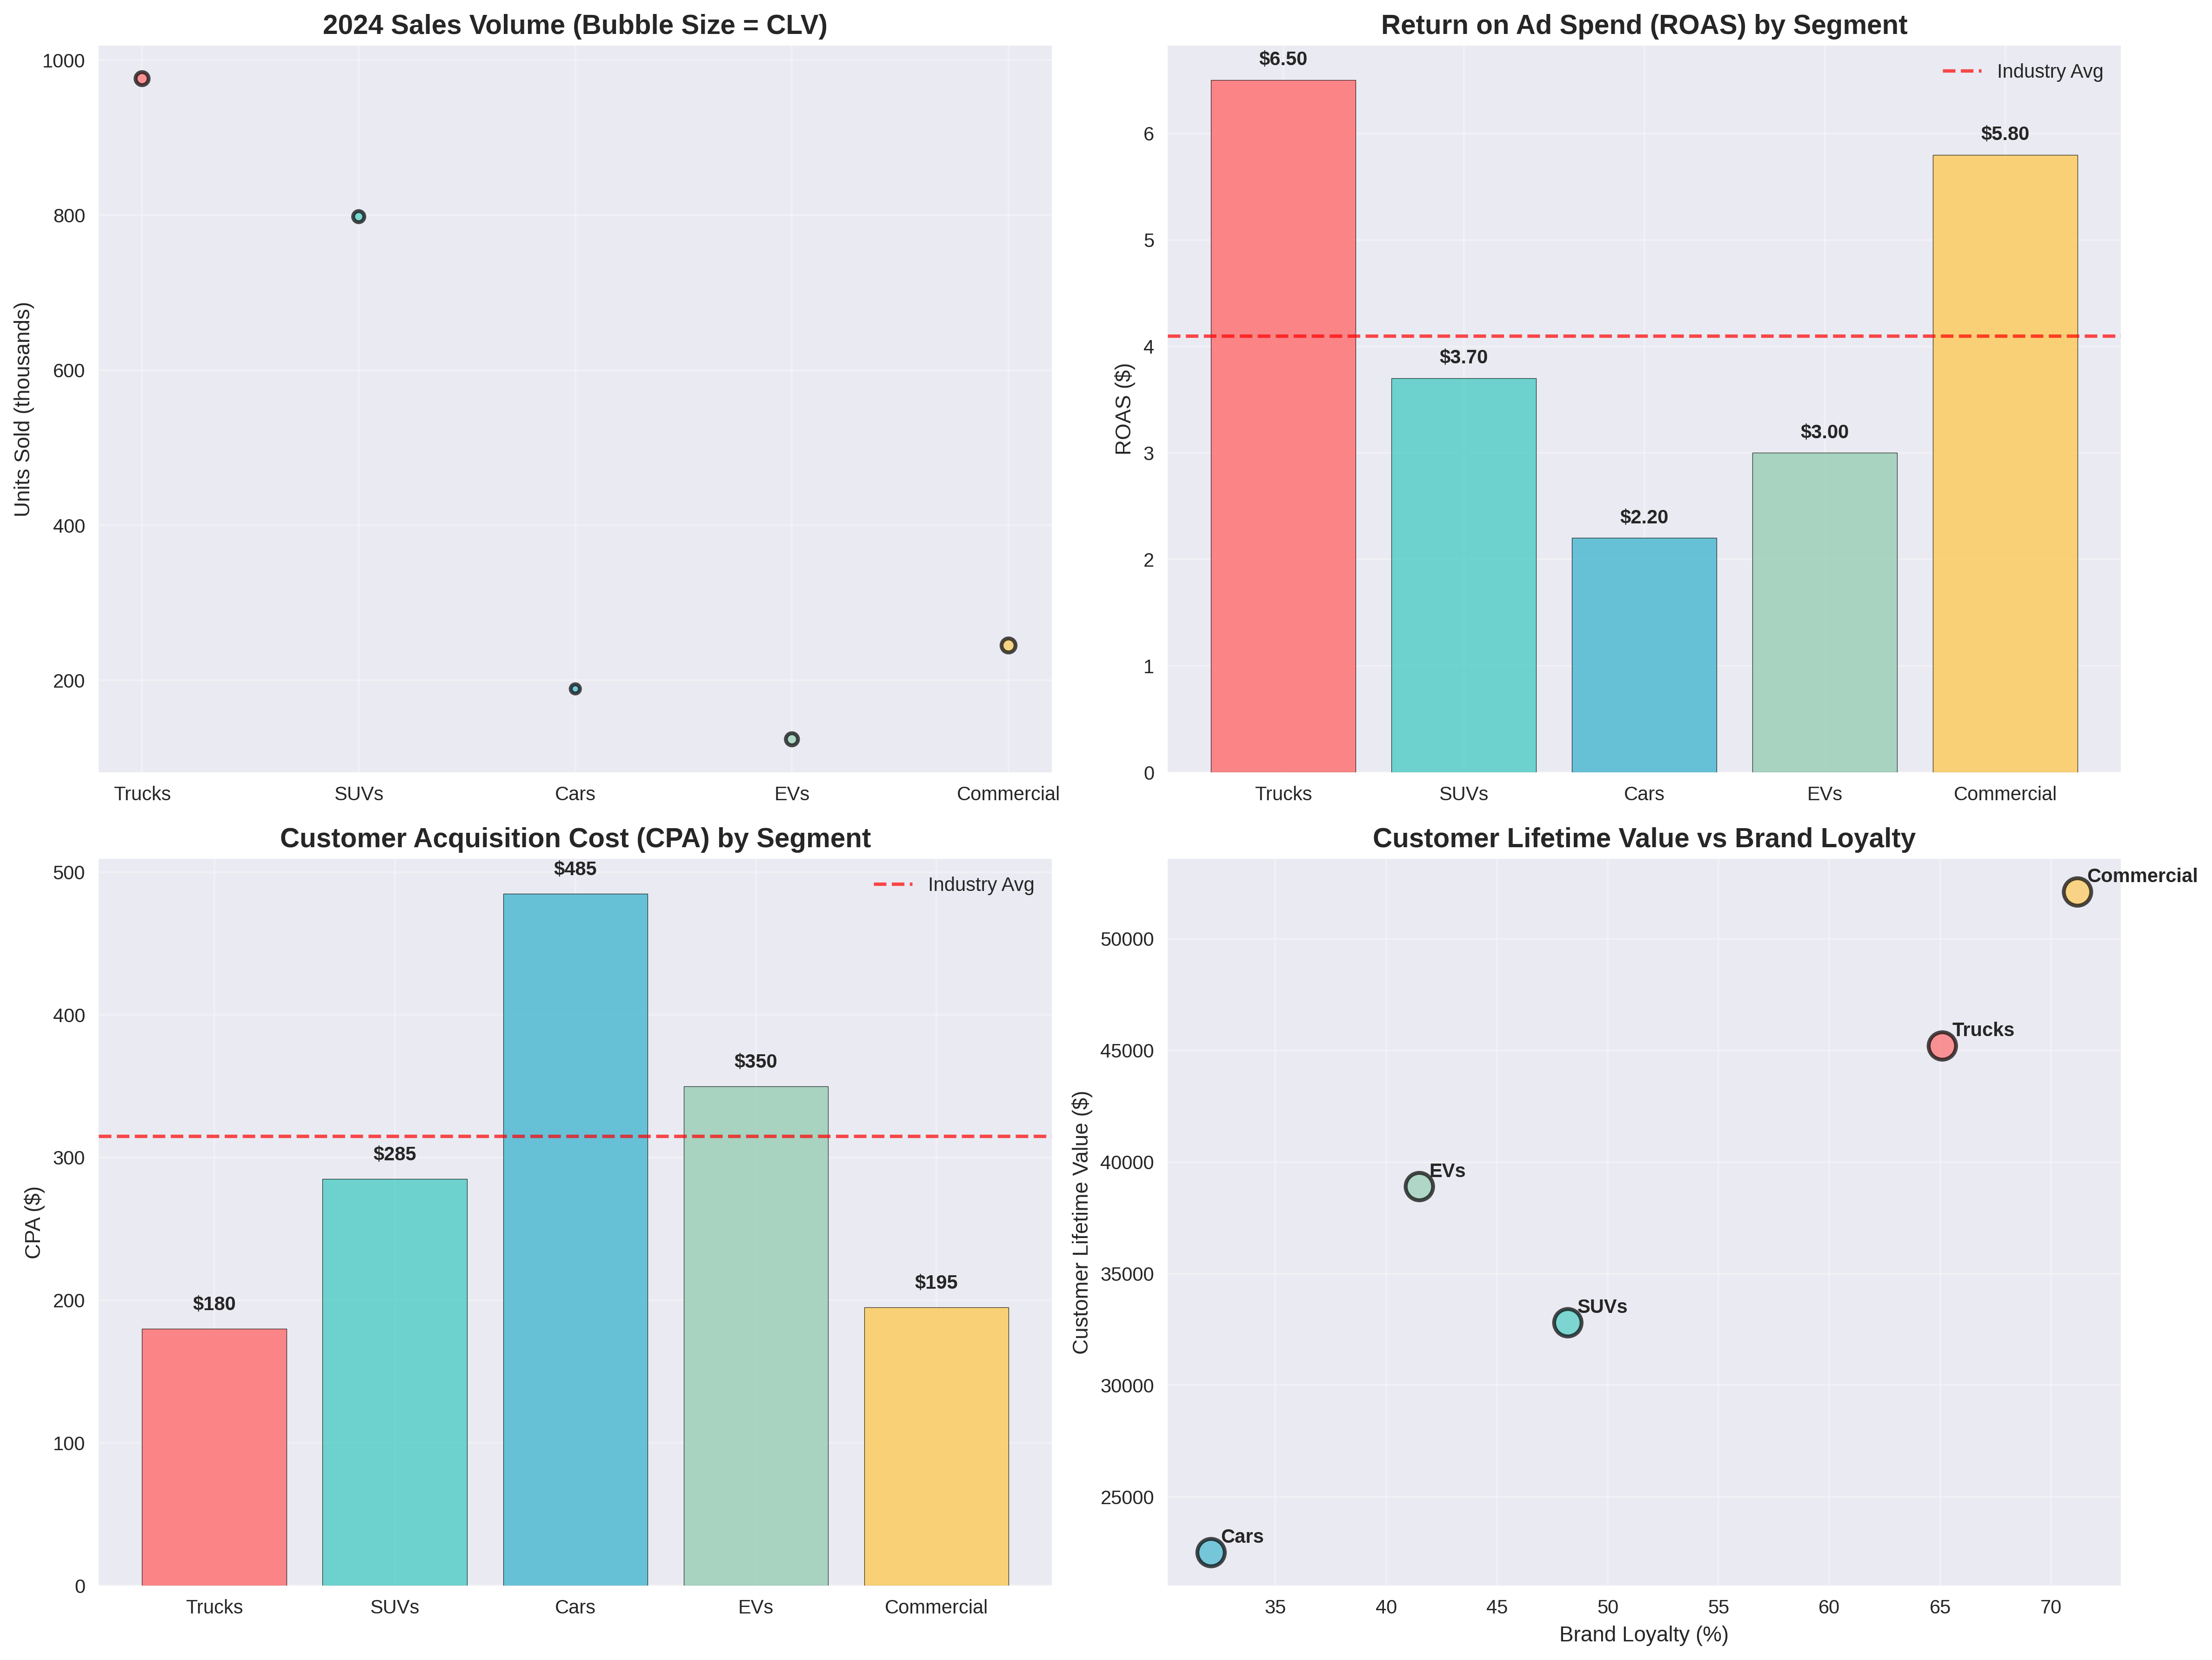 2024 Sales Volume (Bubble Size = CLV)
Units Sold (thousands)
1000
800
600
400
200
Trucks
SUVs
Cars
EVs
Commercial
Return on Ad Spend (ROAS) by Segment
ROAS ($)
6
5
4
3
2
1
0
$6.50
$3.70
$2.20
$3.00
$5.80
Industry Avg
Trucks
SUVs
Cars
EVs
Commercial
Customer Acquisition Cost (CPA) by Segment
CPA ($)
500
400
300
200
100
0
$180
$285
$485
$350
$195
Industry Avg
Trucks
SUVs
Cars
EVs
Commercial
Customer Lifetime Value vs Brand Loyalty
Customer Lifetime Value ($)
50000
45000
40000
35000
30000
25000
Commercial
Trucks
EVs
SUVs
Cars
35
40
45
50
55
60
65
70
Brand Loyalty (%)